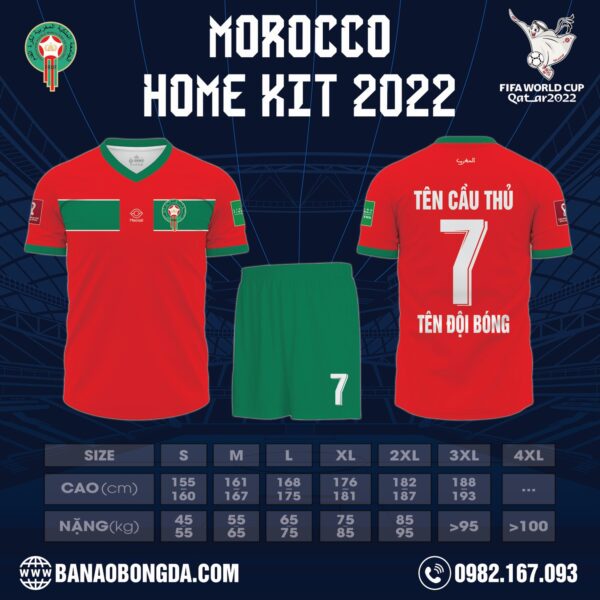 MOROCCO
HOME KIT 2022
FIFA WORLD CUP
Qatar2022
المغرب
TÊN CẦU THỦ
7
TÊN ĐỘI BÓNG
7
SIZE S M L XL 2XL 3XL 4XL
CAO(cm) 155-160 161-167 168-175 176-181 182-187 188-193 ...
NẶNG(kg) 45-55 55-65 65-75 75-85 85-95 >95 >100
WWW.BANAOBONGDA.COM
0982.167.093